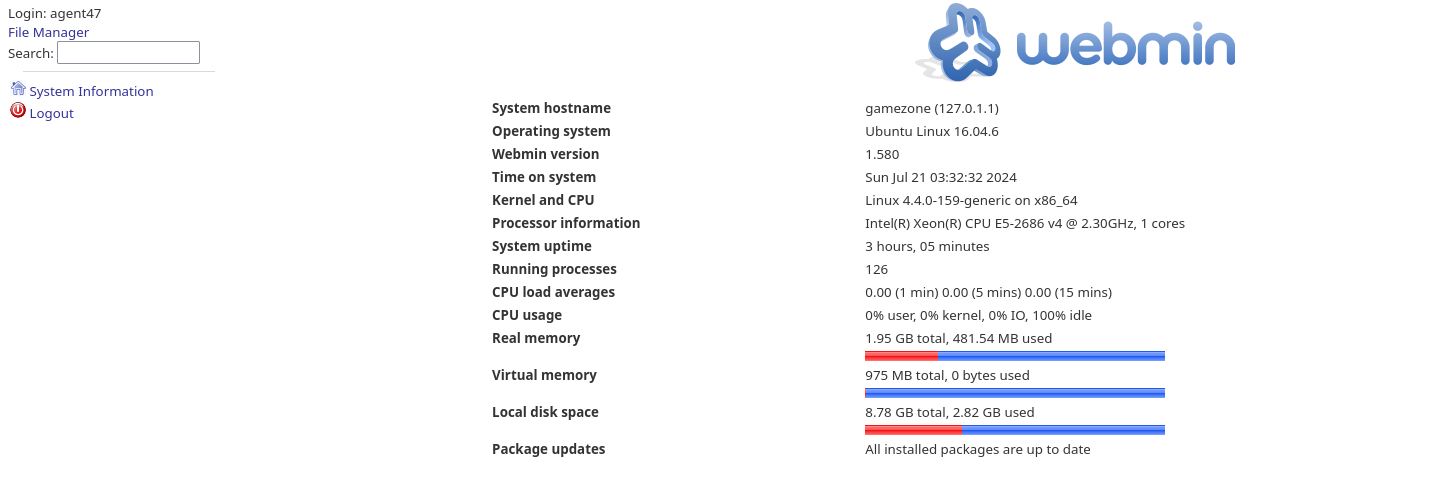 Login: agent47
File Manager
Search:
System Information
Logout
webmin
System hostname gamezone (127.0.1.1)
Operating system Ubuntu Linux 16.04.6
Webmin version 1.580
Time on system Sun Jul 21 03:32:32 2024
Kernel and CPU Linux 4.4.0-159-generic on x86_64
Processor information Intel(R) Xeon(R) CPU E5-2686 v4 @ 2.30GHz, 1 cores
System uptime 3 hours, 05 minutes
Running processes 126
CPU load averages 0.00 (1 min) 0.00 (5 mins) 0.00 (15 mins)
CPU usage 0% user, 0% kernel, 0% IO, 100% idle
Real memory 1.95 GB total, 481.54 MB used
Virtual memory 975 MB total, 0 bytes used
Local disk space 8.78 GB total, 2.82 GB used
Package updates All installed packages are up to date